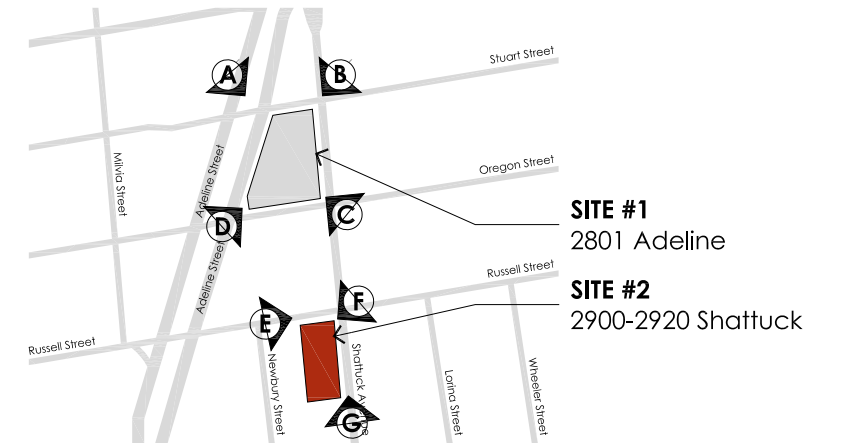 Stuart Street
A
B
Milvia Street
Adeline Street
Oregon Street
SITE #1
2801 Adeline
D
C
Adeline Street
Russell Street
SITE #2
2900-2920 Shattuck
F
E
Russell Street
Newbury Street
Shattuck Avenue
Lorina Street
Wheeler Street
G